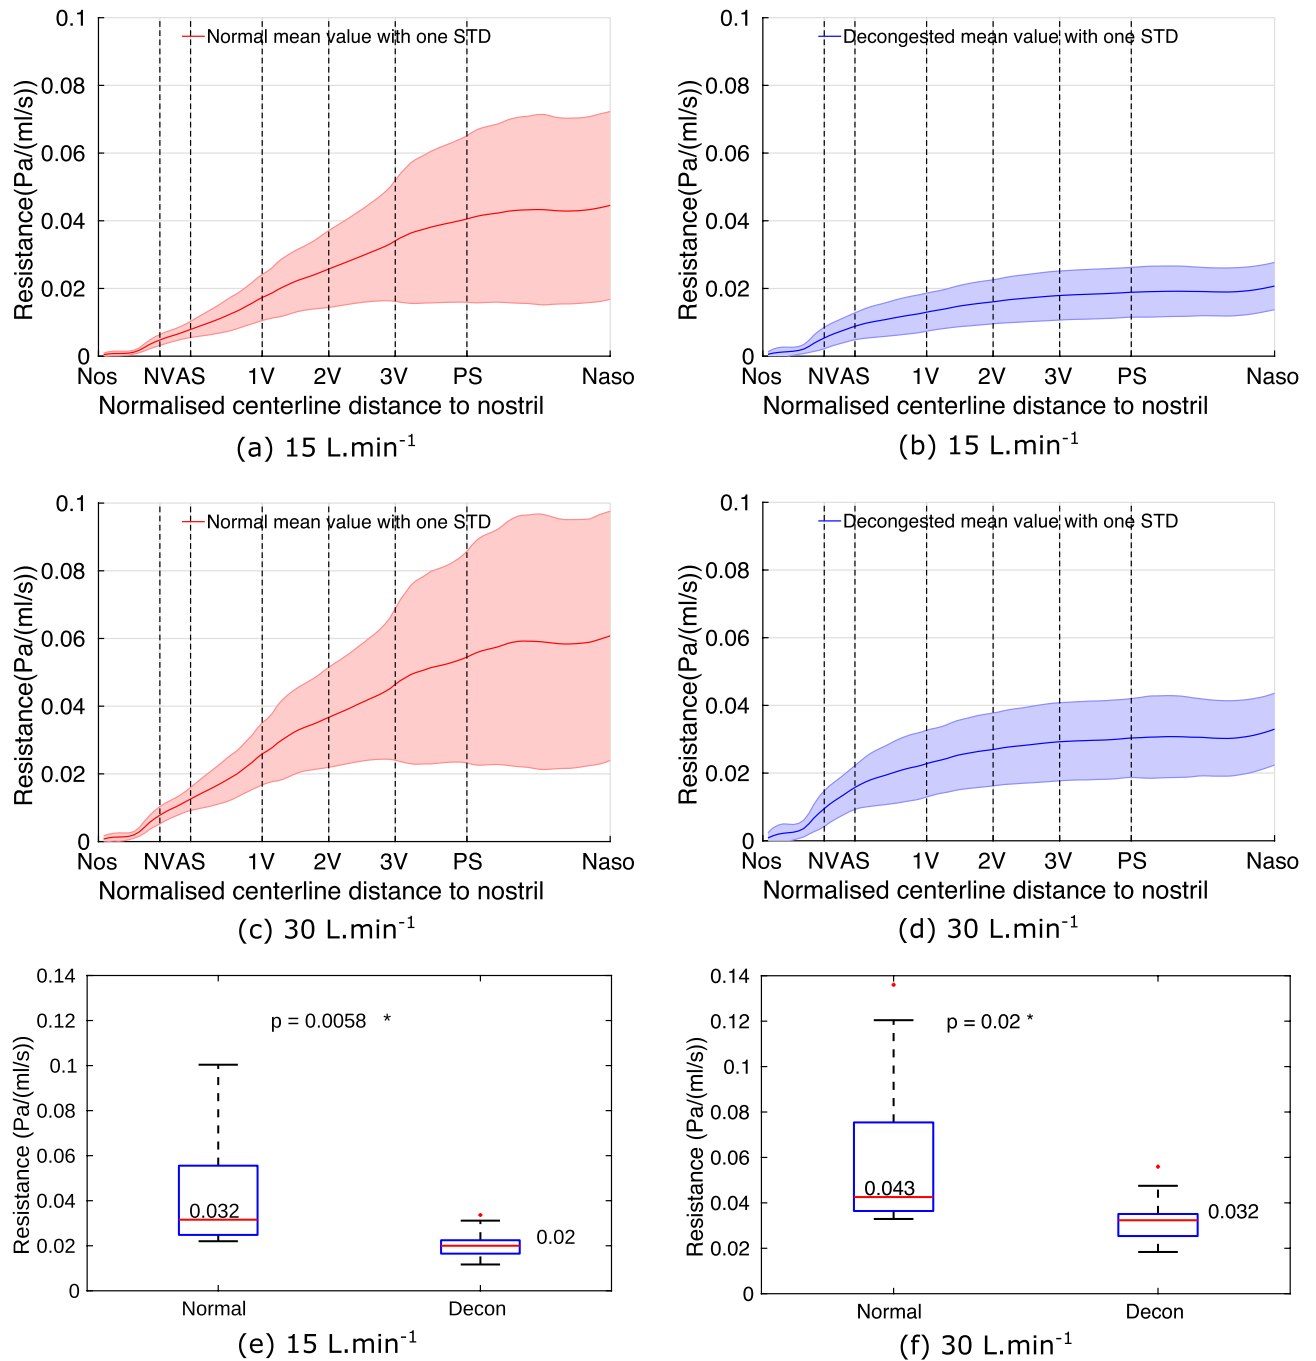 0.1
Normal mean value with one STD
0.08
0.06
0.04
0.02
0
Resistance(Pa/(ml/s))
Nos NVAS 1V 2V 3V PS Naso
Normalised centerline distance to nostril
(a) 15 L.min-1
0.1
Decongested mean value with one STD
0.08
0.06
0.04
0.02
0
Resistance(Pa/(ml/s))
Nos NVAS 1V 2V 3V PS Naso
Normalised centerline distance to nostril
(b) 15 L.min-1
0.1
Normal mean value with one STD
0.08
0.06
0.04
0.02
0
Resistance(Pa/(ml/s))
Nos NVAS 1V 2V 3V PS Naso
Normalised centerline distance to nostril
(c) 30 L.min-1
0.1
Decongested mean value with one STD
0.08
0.06
0.04
0.02
0
Resistance(Pa/(ml/s))
Nos NVAS 1V 2V 3V PS Naso
Normalised centerline distance to nostril
(d) 30 L.min-1
0.14
0.12
0.1
0.08
0.06
0.04
0.02
0
Resistance (Pa/(ml/s))
p = 0.0058 *
0.032
0.02
Normal Decon
(e) 15 L.min-1
0.14
0.12
0.1
0.08
0.06
0.04
0.02
0
Resistance (Pa/(ml/s))
p = 0.02 *
0.043
0.032
Normal Decon
(f) 30 L.min-1